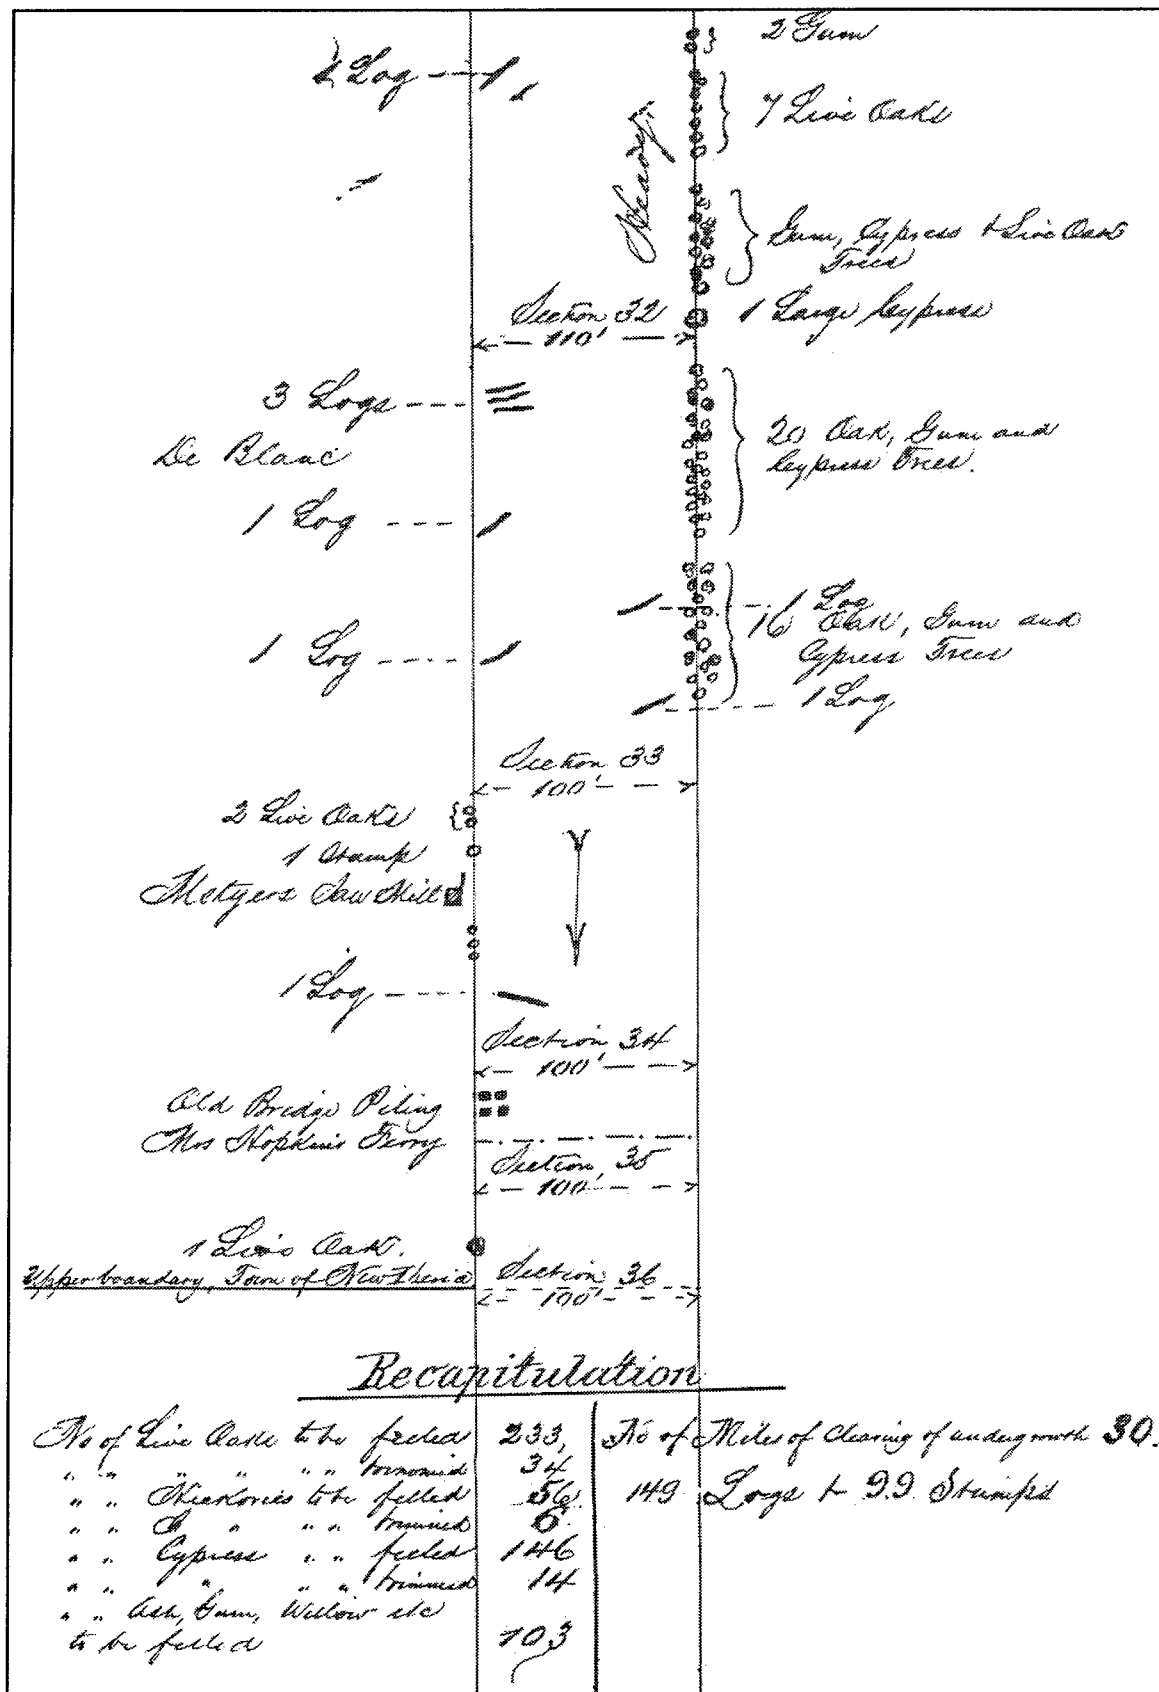 2 Gum
Log
7 Live Oaks
Heavy
Gum, Cypress & Live Oak
Trees
Section 32
110'
1 Large Cypress
3 Logs
De Blanc
20 Oak, Gum and
Cypress Trees.
1 Log
1 Log
16 Oak, Gum and
Cypress Trees
1 Log
1 Log
Section 33
100'
2 Live Oaks
1 Stump
Metzers Saw Mill
1 Log
Section 34
100'
Old Bridge Piling
Mrs Hopkins Ferry
Section 35
100'
1 Live Oak.
Upper boundary, Town of New Iberia
Section 36
100'
Recapitulation
No of Live Oaks to be felled 233,
" " " " " " trimmed 34
" " Hickories to be felled 56
" " " " " trimmed 6
" " Cypress " " felled 146
" " " " " trimmed 14
" " Ash, Gum, Willow etc
to be felled 103
No of Miles of clearing of undergrowth 30.
149 Logs & 99 Stumps